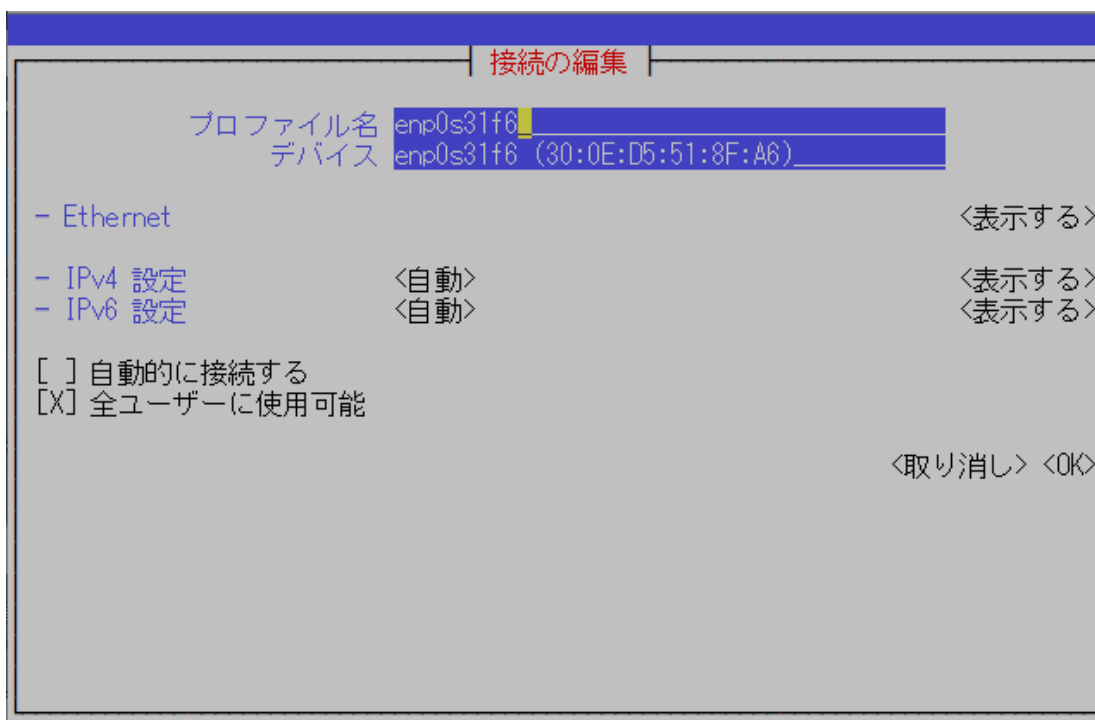 接続の編集
プロファイル名 enp0s31f6
デバイス enp0s31f6 (30:0E:D5:51:8F:A6)
- Ethernet <表示する>
- IPv4 設定 <自動> <表示する>
- IPv6 設定 <自動> <表示する>
[ ] 自動的に接続する
[X] 全ユーザーに使用可能
<取り消し> <OK>